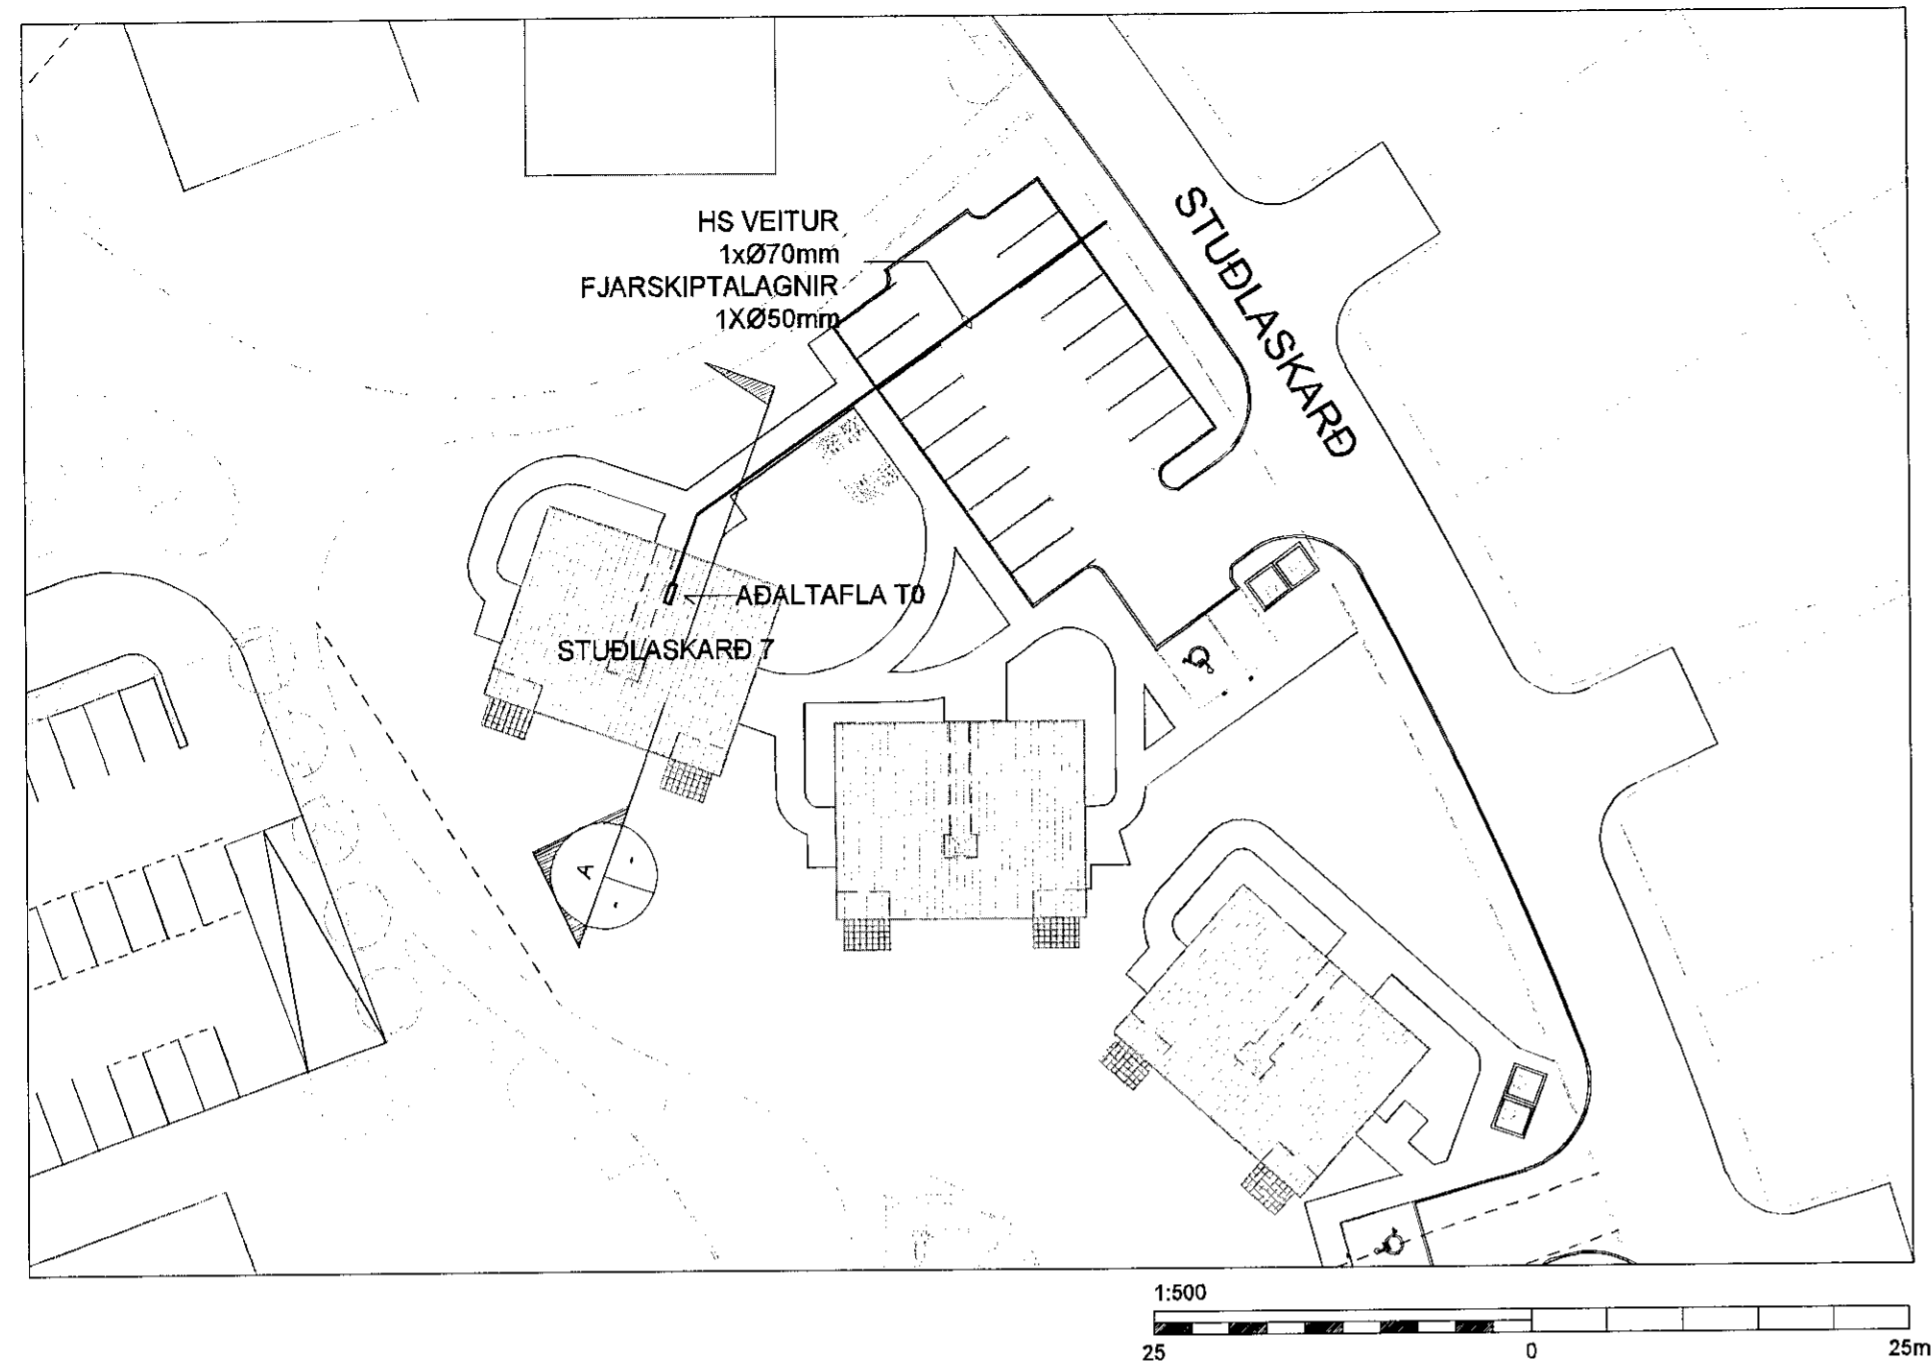 HS VEITUR
1xØ70mm
FJARSKIPTALAGNIR
1XØ50mm
STUÐLASKARÐ
AÐALTAFLA T0
STUÐLASKARÐ 7
A
1:500
25 0 25m